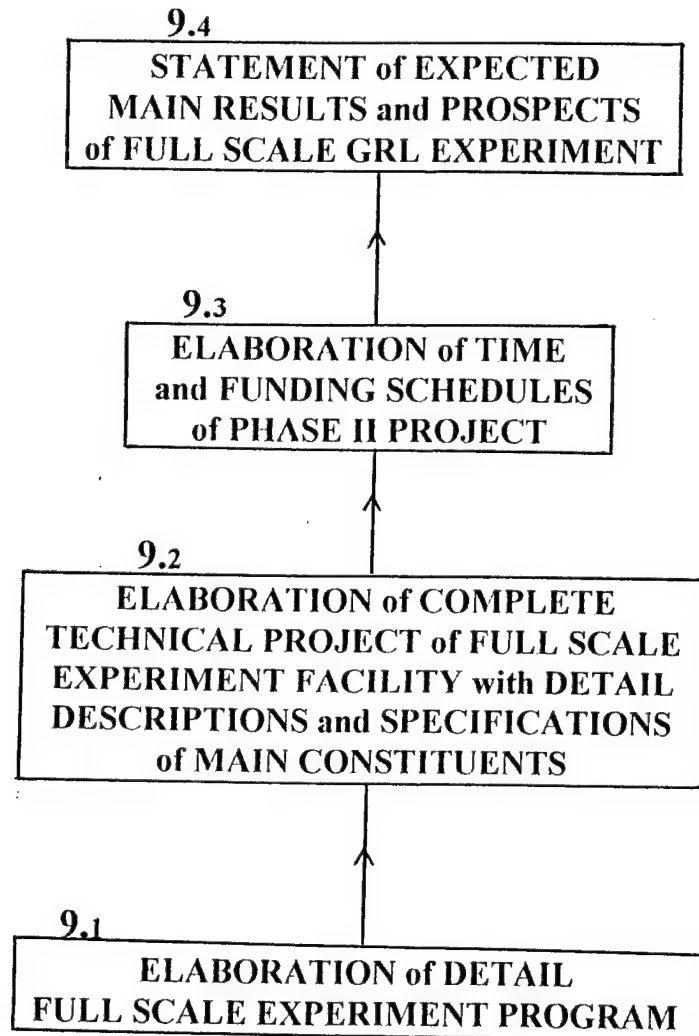 9.4
STATEMENT of EXPECTED
MAIN RESULTS and PROSPECTS
of FULL SCALE GRL EXPERIMENT
9.3
ELABORATION of TIME
and FUNDING SCHEDULES
of PHASE II PROJECT
9.2
ELABORATION of COMPLETE
TECHNICAL PROJECT of FULL SCALE
EXPERIMENT FACILITY with DETAIL
DESCRIPTIONS and SPECIFICATIONS
of MAIN CONSTITUENTS
9.1
ELABORATION of DETAIL
FULL SCALE EXPERIMENT PROGRAM